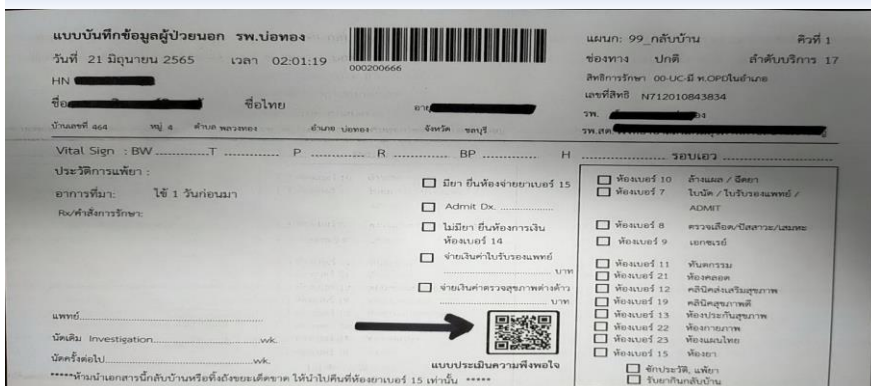 แบบบันทึกข้อมูลผู้ป่วยนอก รพ.บ่อทอง
แผนก: 99_กลับบ้าน คิวที่ 1
วันที่ 21 มิถุนายน 2565 เวลา 02:01:19
000200666
ช่องทาง ปกติ ลำดับบริการ 17
HN
สิทธิการรักษา 00-UC-มี ท.OPDในอำเภอ
เลขที่สิทธิ N712010843834
ชื่อ ชื่อไทย อายุ
รพ.
บ้านเลขที่ 464 หมู่ 4 ตำบล พลวงทอง อำเภอ บ่อทอง จังหวัด ชลบุรี
รพ.สต.
Vital Sign : BW.............T ............. P ............. R ............. BP ............. H ..................... รอบเอว .....................
ประวัติการแพ้ยา :
อาการที่มา: ไข้ 1 วันก่อนมา
Rx/คำสั่งการรักษา:
มียา ยื่นห้องจ่ายยาเบอร์ 15
Admit Dx. ....................
ไม่มียา ยื่นห้องการเงิน
ห้องเบอร์ 14
จ่ายเงินค่าใบรับรองแพทย์
.............................. บาท
จ่ายเงินค่าตรวจสุขภาพต่างด้าว
.............................. บาท
ห้องเบอร์ 10 ล้างแผล / ฉีดยา
ห้องเบอร์ 7 ใบนัด / ใบรับรองแพทย์ /
ADMIT
ห้องเบอร์ 8 ตรวจเลือด/ปัสสาวะ/เสมหะ
ห้องเบอร์ 9 เอกซเรย์
ห้องเบอร์ 11 ทันตกรรม
ห้องเบอร์ 21 ห้องคลอด
ห้องเบอร์ 12 คลินิกส่งเสริมสุขภาพ
ห้องเบอร์ 19 คลินิกสุขภาพดี
ห้องเบอร์ 13 ห้องประกันสุขภาพ
ห้องเบอร์ 22 ห้องกายภาพ
ห้องเบอร์ 23 ห้องแผนไทย
ห้องเบอร์ 15 ห้องยา
ซักประวัติ, แพ้ยา
รับยากินกลับบ้าน
แพทย์..............................
นัดเดิม Investigation.........................wk.
นัดครั้งต่อไป..............................wk.
แบบประเมินความพึงพอใจ
*****ห้ามนำเอกสารนี้กลับบ้านหรือทิ้งถังขยะเด็ดขาด ให้นำไปคืนที่ห้องยาเบอร์ 15 เท่านั้น *****